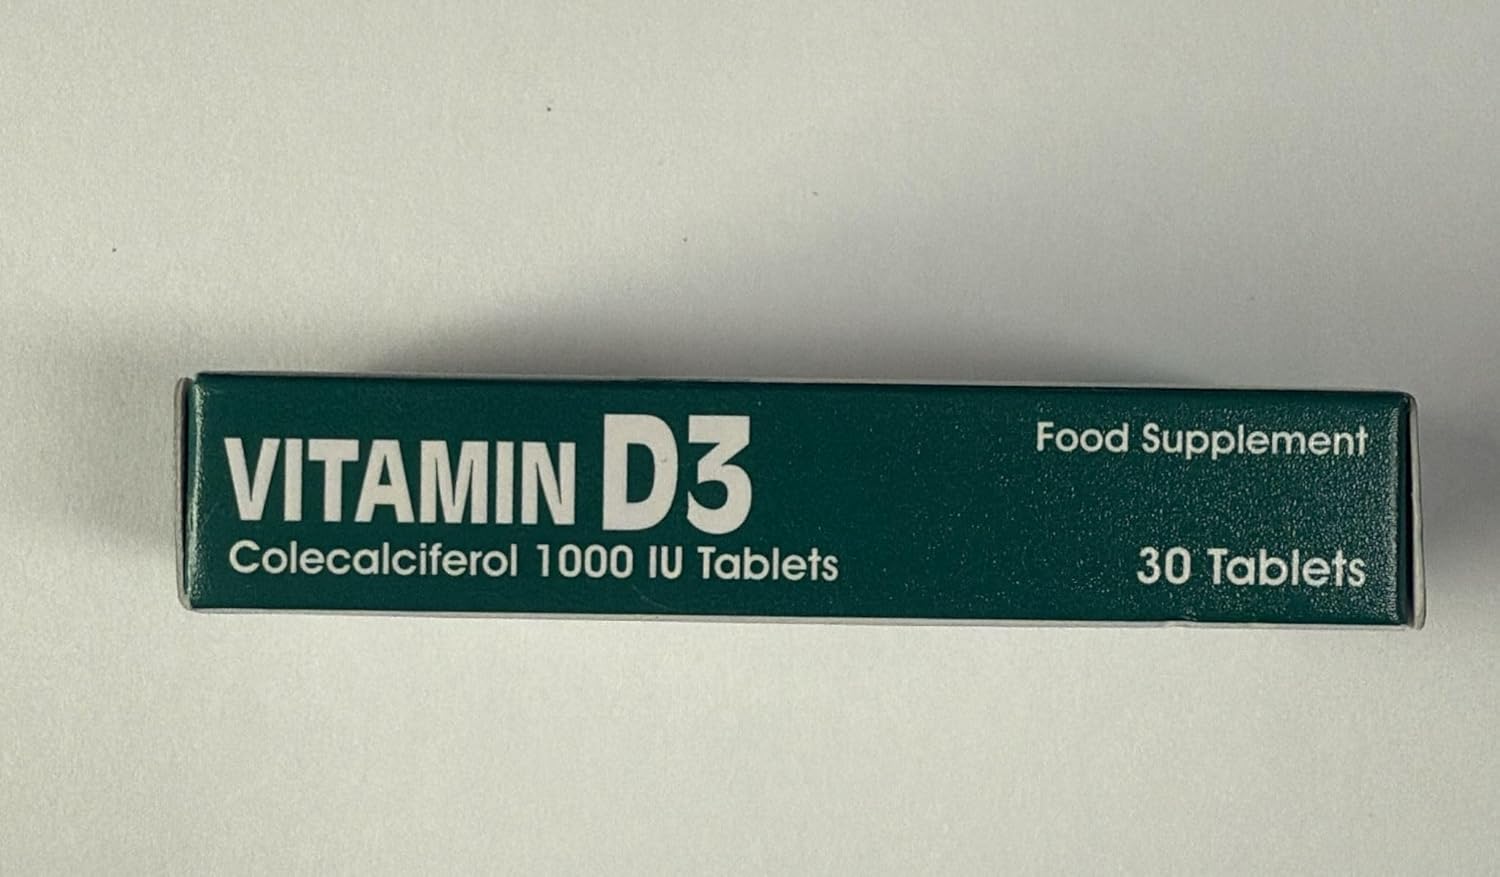 VITAMIN D3
Colecalciferol 1000 IU Tablets
Food Supplement
30 Tablets